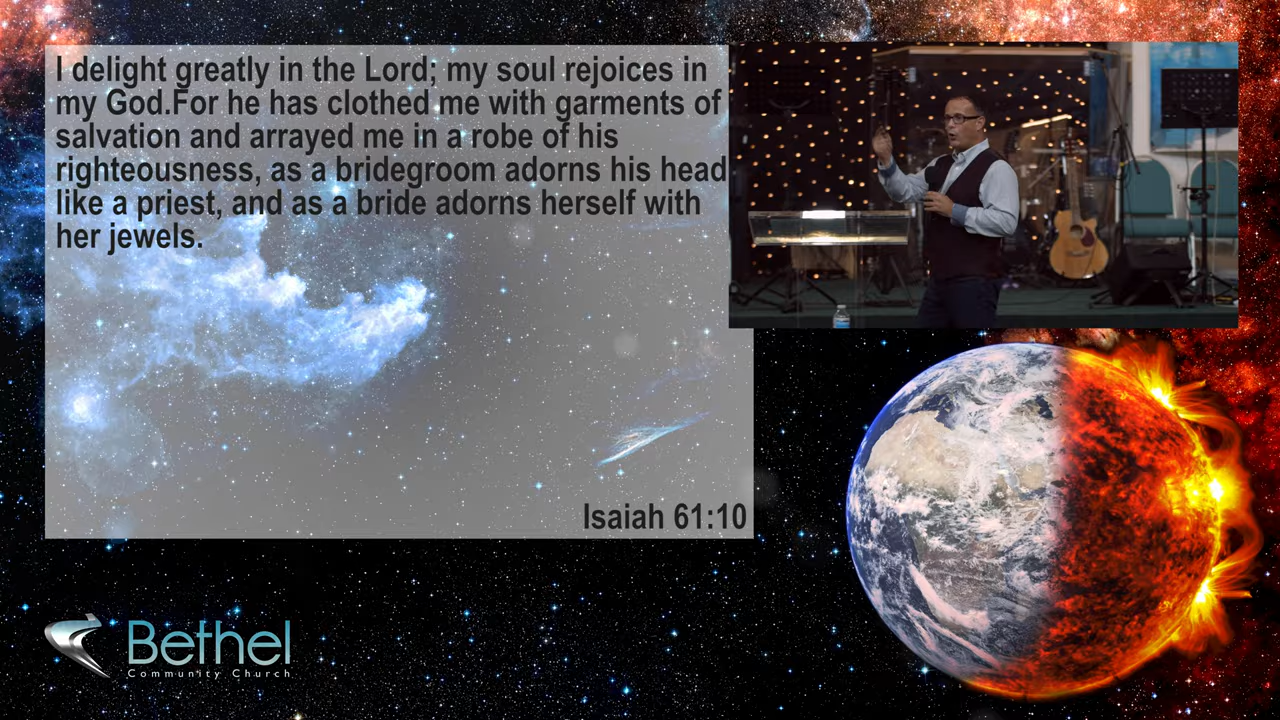 I delight greatly in the Lord; my soul rejoices in
my God.For he has clothed me with garments of
salvation and arrayed me in a robe of his
righteousness, as a bridegroom adorns his head
like a priest, and as a bride adorns herself with
her jewels.
Isaiah 61:10
Bethel
Community Church